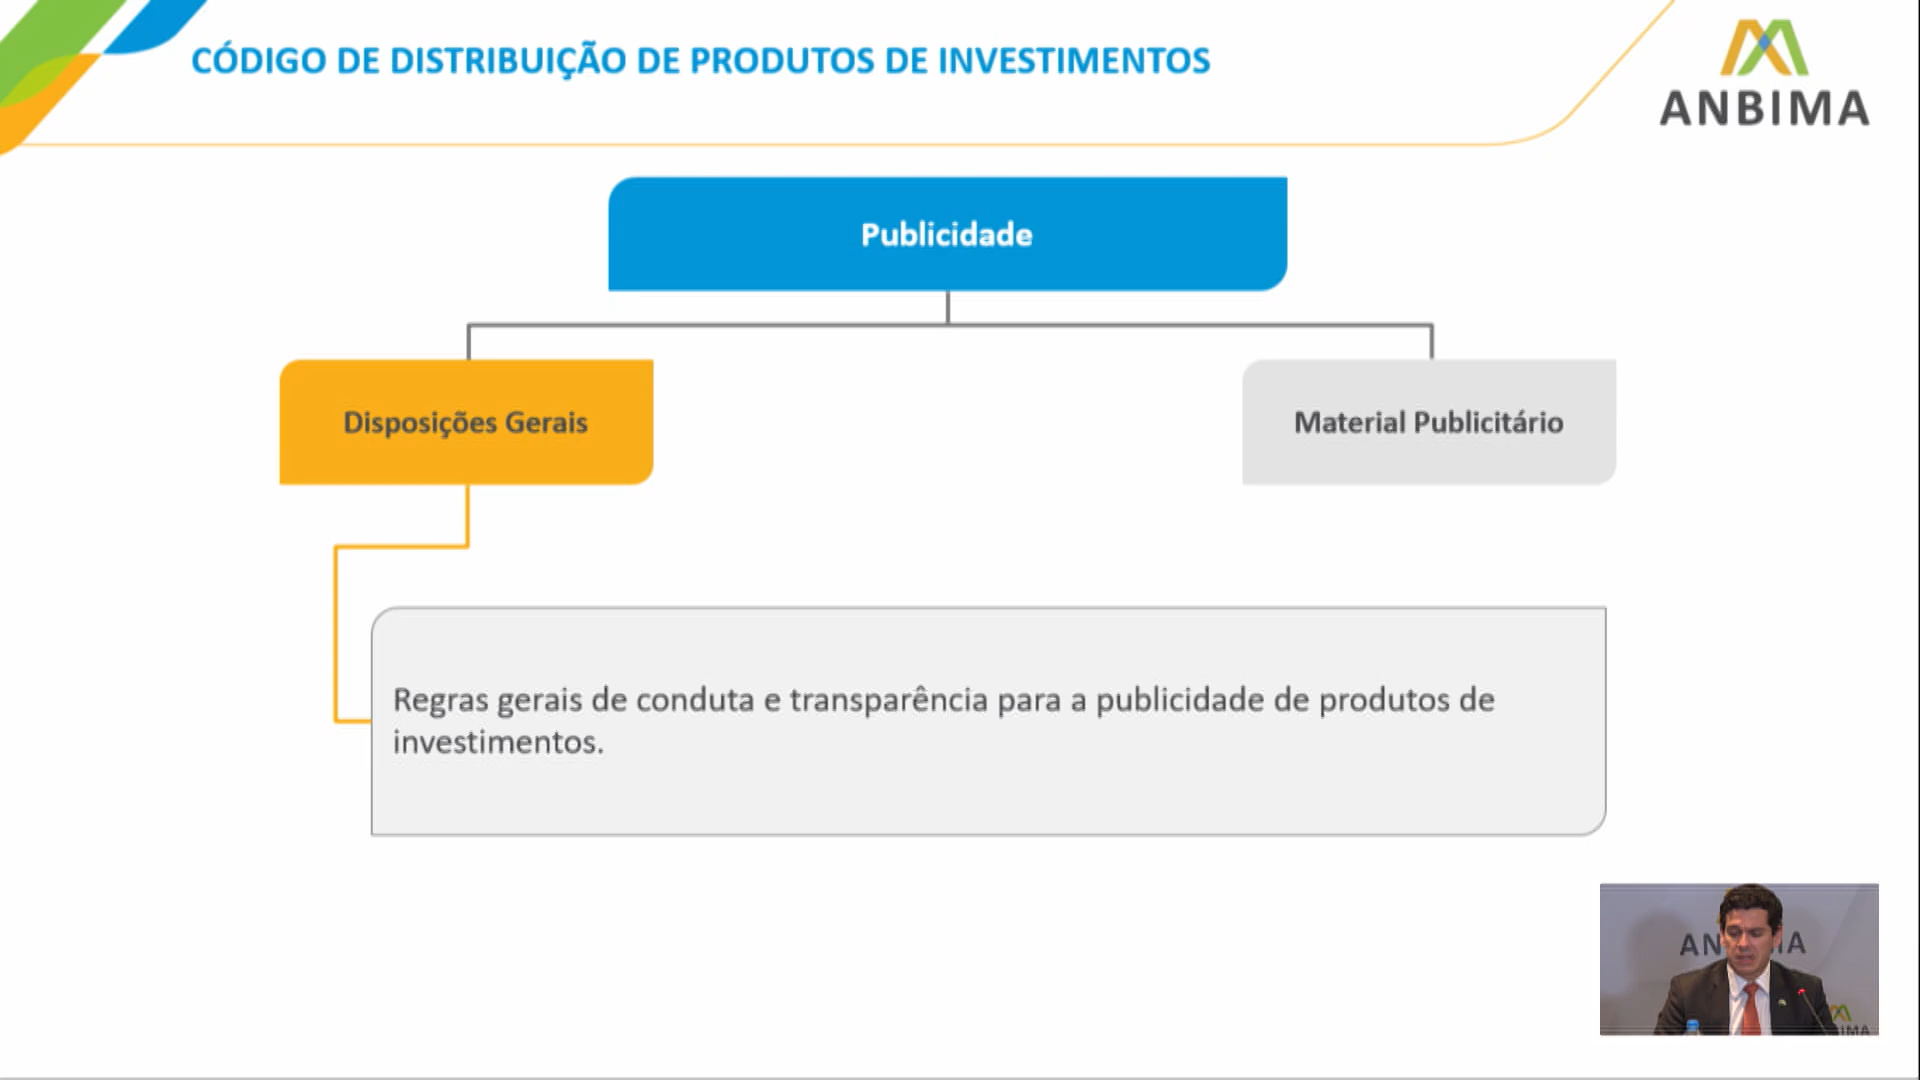 CÓDIGO DE DISTRIBUIÇÃO DE PRODUTOS DE INVESTIMENTOS
ANBIMA
Publicidade
Disposições Gerais
Material Publicitário
Regras gerais de conduta e transparência para a publicidade de produtos de
investimentos.